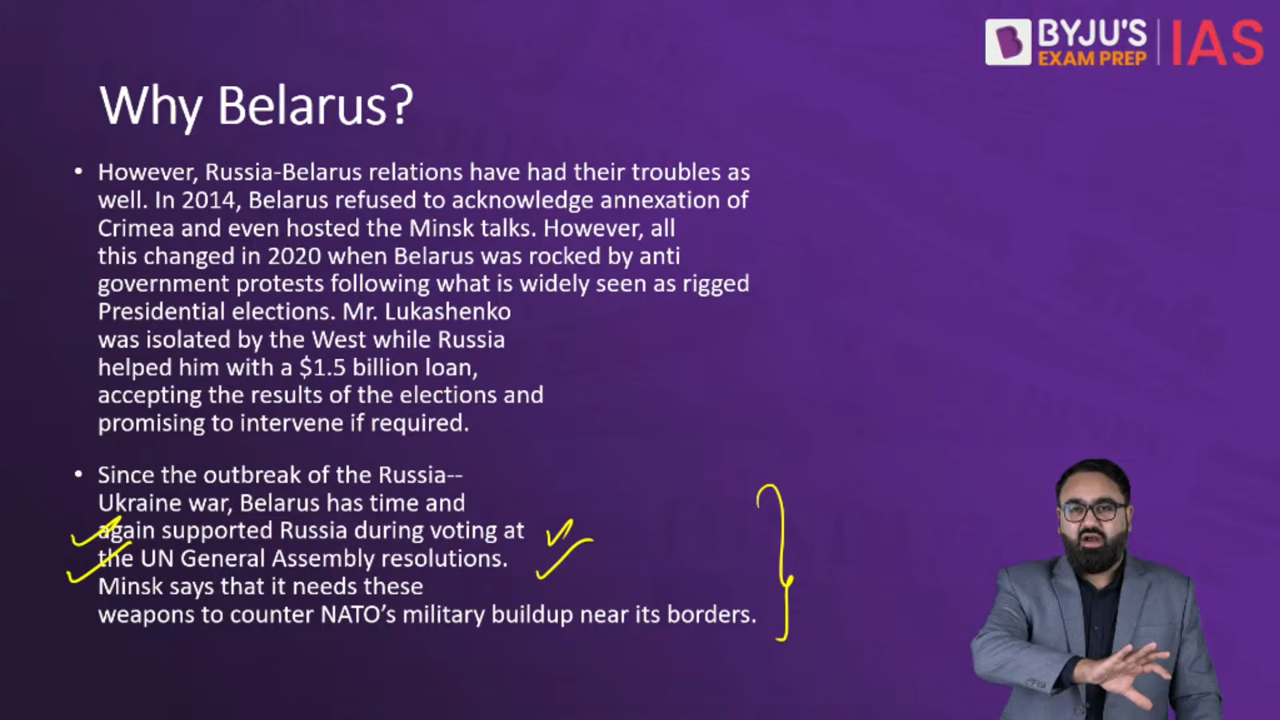 BYJU'S
EXAM PREP
IAS
Why Belarus?
• However, Russia-Belarus relations have had their troubles as
well. In 2014, Belarus refused to acknowledge annexation of
Crimea and even hosted the Minsk talks. However, all
this changed in 2020 when Belarus was rocked by anti
government protests following what is widely seen as rigged
Presidential elections. Mr. Lukashenko
was isolated by the West while Russia
helped him with a $1.5 billion loan,
accepting the results of the elections and
promising to intervene if required.
• Since the outbreak of the Russia--
Ukraine war, Belarus has time and
again supported Russia during voting at
the UN General Assembly resolutions.
Minsk says that it needs these
weapons to counter NATO's military buildup near its borders.